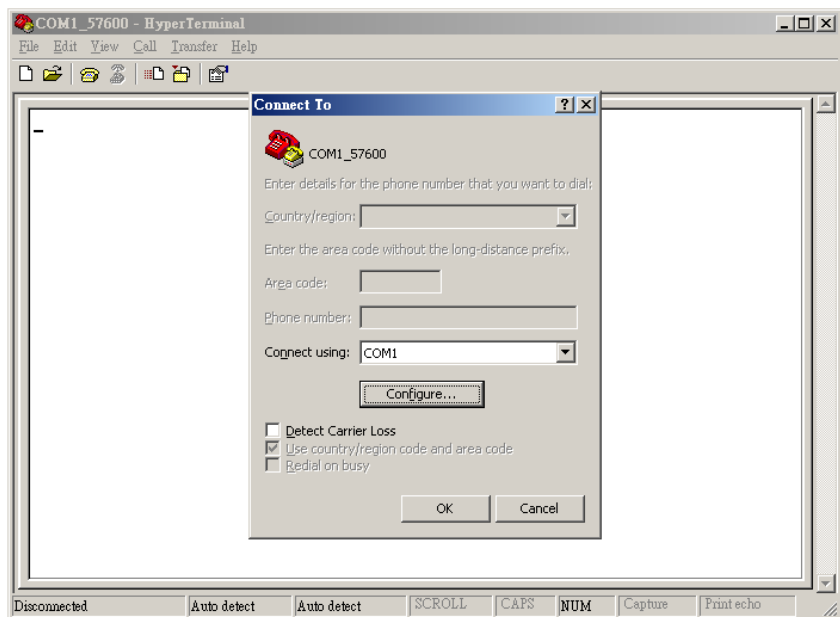 COM1_57600 - HyperTerminal
File Edit View Call Transfer Help
Connect To
COM1_57600
Enter details for the phone number that you want to dial:
Country/region:
Enter the area code without the long-distance prefix.
Area code:
Phone number:
Connect using: COM1
Configure...
Detect Carrier Loss
Use country/region code and area code
Redial on busy
OK Cancel
Disconnected Auto detect Auto detect SCROLL CAPS NUM Capture Print echo